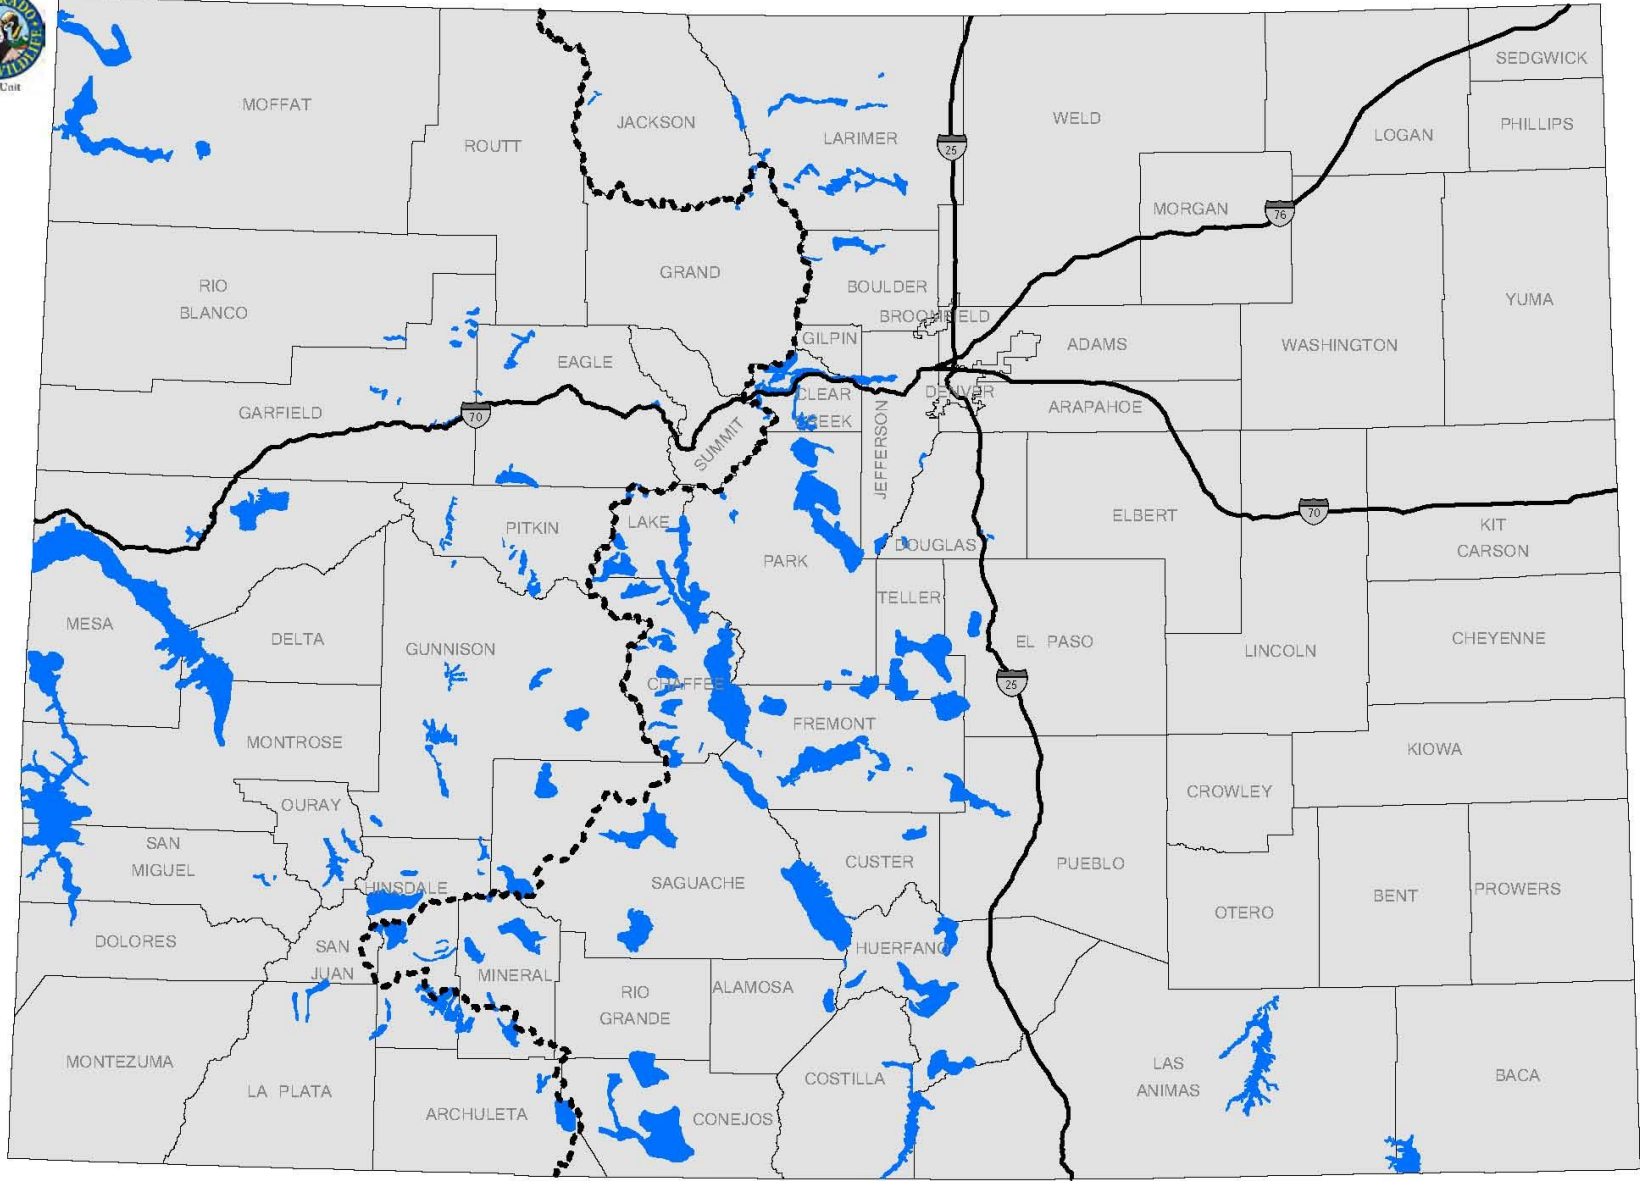 Unit
SEDGWICK
MOFFAT
JACKSON
WELD
PHILLIPS
LOGAN
ROUTT
LARIMER
25
MORGAN
76
GRAND
RIO
BLANCO
BOULDER
YUMA
BROOMFIELD
GILPIN
ADAMS
WASHINGTON
EAGLE
CLEAR
CREEK
DENVER
ARAPAHOE
GARFIELD
70
SUMMIT
JEFFERSON
PITKIN
LAKE
ELBERT
70
KIT
CARSON
DOUGLAS
PARK
TELLER
MESA
DELTA
GUNNISON
EL PASO
LINCOLN
CHEYENNE
CHAFFEE
25
FREMONT
MONTROSE
KIOWA
OURAY
CROWLEY
SAN
MIGUEL
CUSTER
PUEBLO
HINSDALE
SAGUACHE
BENT
PROWERS
OTERO
DOLORES
SAN
JUAN
HUERFANO
MINERAL
RIO
GRANDE
ALAMOSA
MONTEZUMA
LAS
ANIMAS
BACA
COSTILLA
LA PLATA
ARCHULETA
CONEJOS